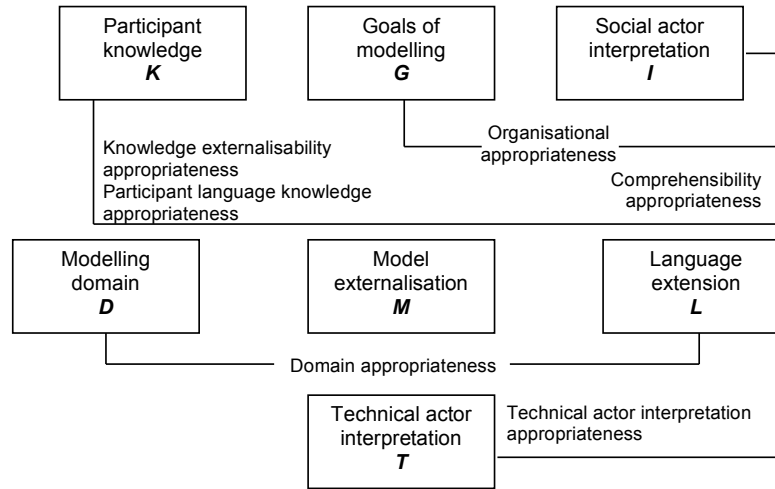 Participant
knowledge
K
Goals of
modelling
G
Social actor
interpretation
I
Organisational
appropriateness
Knowledge externalisability
appropriateness
Participant language knowledge
appropriateness
Comprehensibility
appropriateness
Modelling
domain
D
Model
externalisation
M
Language
extension
L
Domain appropriateness
Technical actor
interpretation
T
Technical actor interpretation
appropriateness